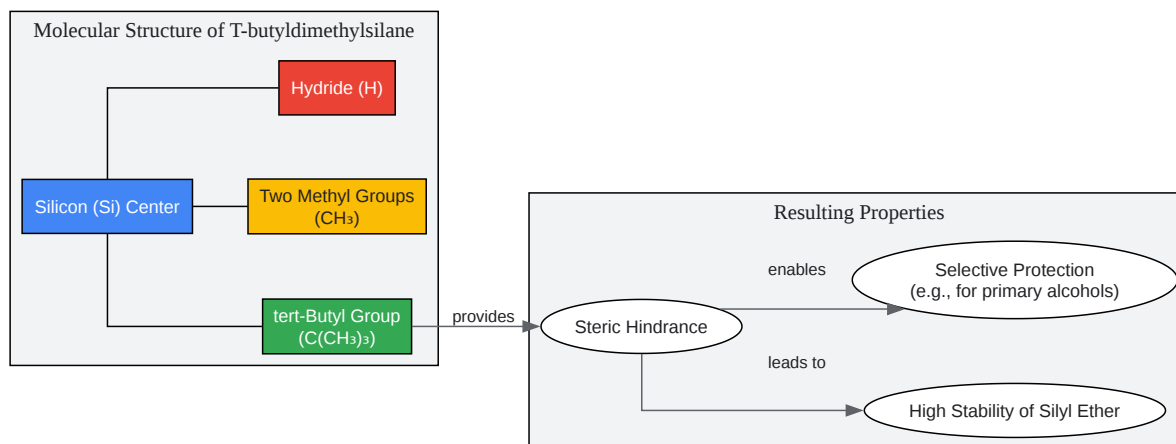 Molecular Structure of T-butyldimethylsilane
Hydride (H)
Silicon (Si) Center
Two Methyl Groups
(CH₃)
tert-Butyl Group
(C(CH₃)₃)
provides
Resulting Properties
Steric Hindrance
enables
Selective Protection
(e.g., for primary alcohols)
leads to
High Stability of Silyl Ether